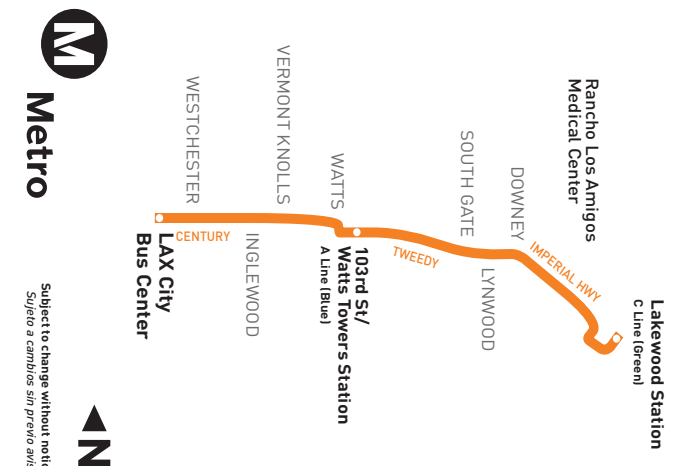 M
Metro
WESTCHESTER
VERMONT KNOLLS
WATTS
SOUTH GATE
DOWNEY
Rancho Los Amigos
Medical Center
CENTURY
LAX City
Bus Center
INGLEWOOD
103rd St/
Watts Towers Station
A Line (Blue)
TWEEDY
LYNWOOD
IMPERIAL HWY
Lakewood Station
C Line (Green)
Subject to change without notic
Sujeto a cambios sin previo avis
N